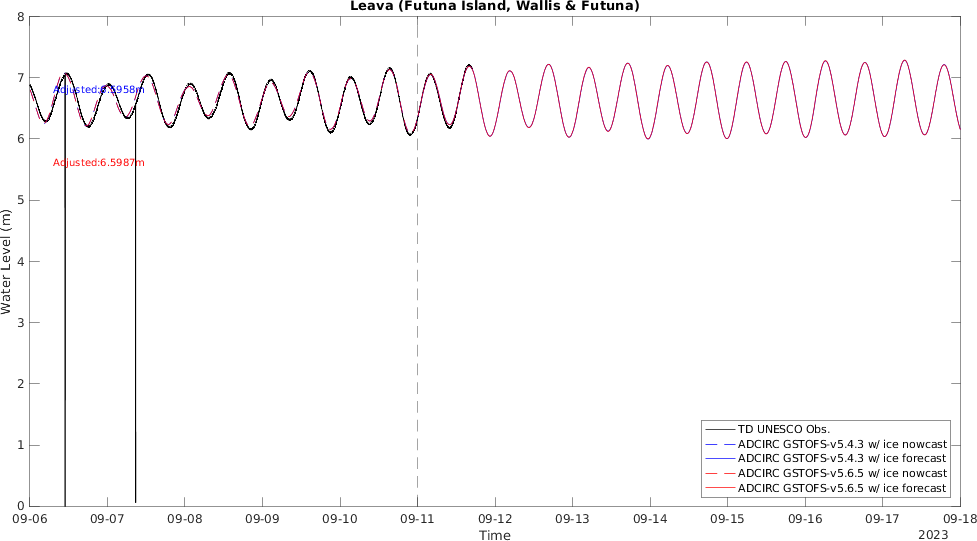 Leava (Futuna Island, Wallis & Futuna)
8
7
6
5
4
3
2
1
0
Water Level (m)
Adjusted:6.5958m
Adjusted:6.5987m
TD UNESCO Obs.
ADCIRC GSTOFS-v5.4.3 w/ ice nowcast
ADCIRC GSTOFS-v5.4.3 w/ ice forecast
ADCIRC GSTOFS-v5.6.5 w/ ice nowcast
ADCIRC GSTOFS-v5.6.5 w/ ice forecast
09-06 09-07 09-08 09-09 09-10 09-11 09-12 09-13 09-14 09-15 09-16 09-17 09-18
Time
2023